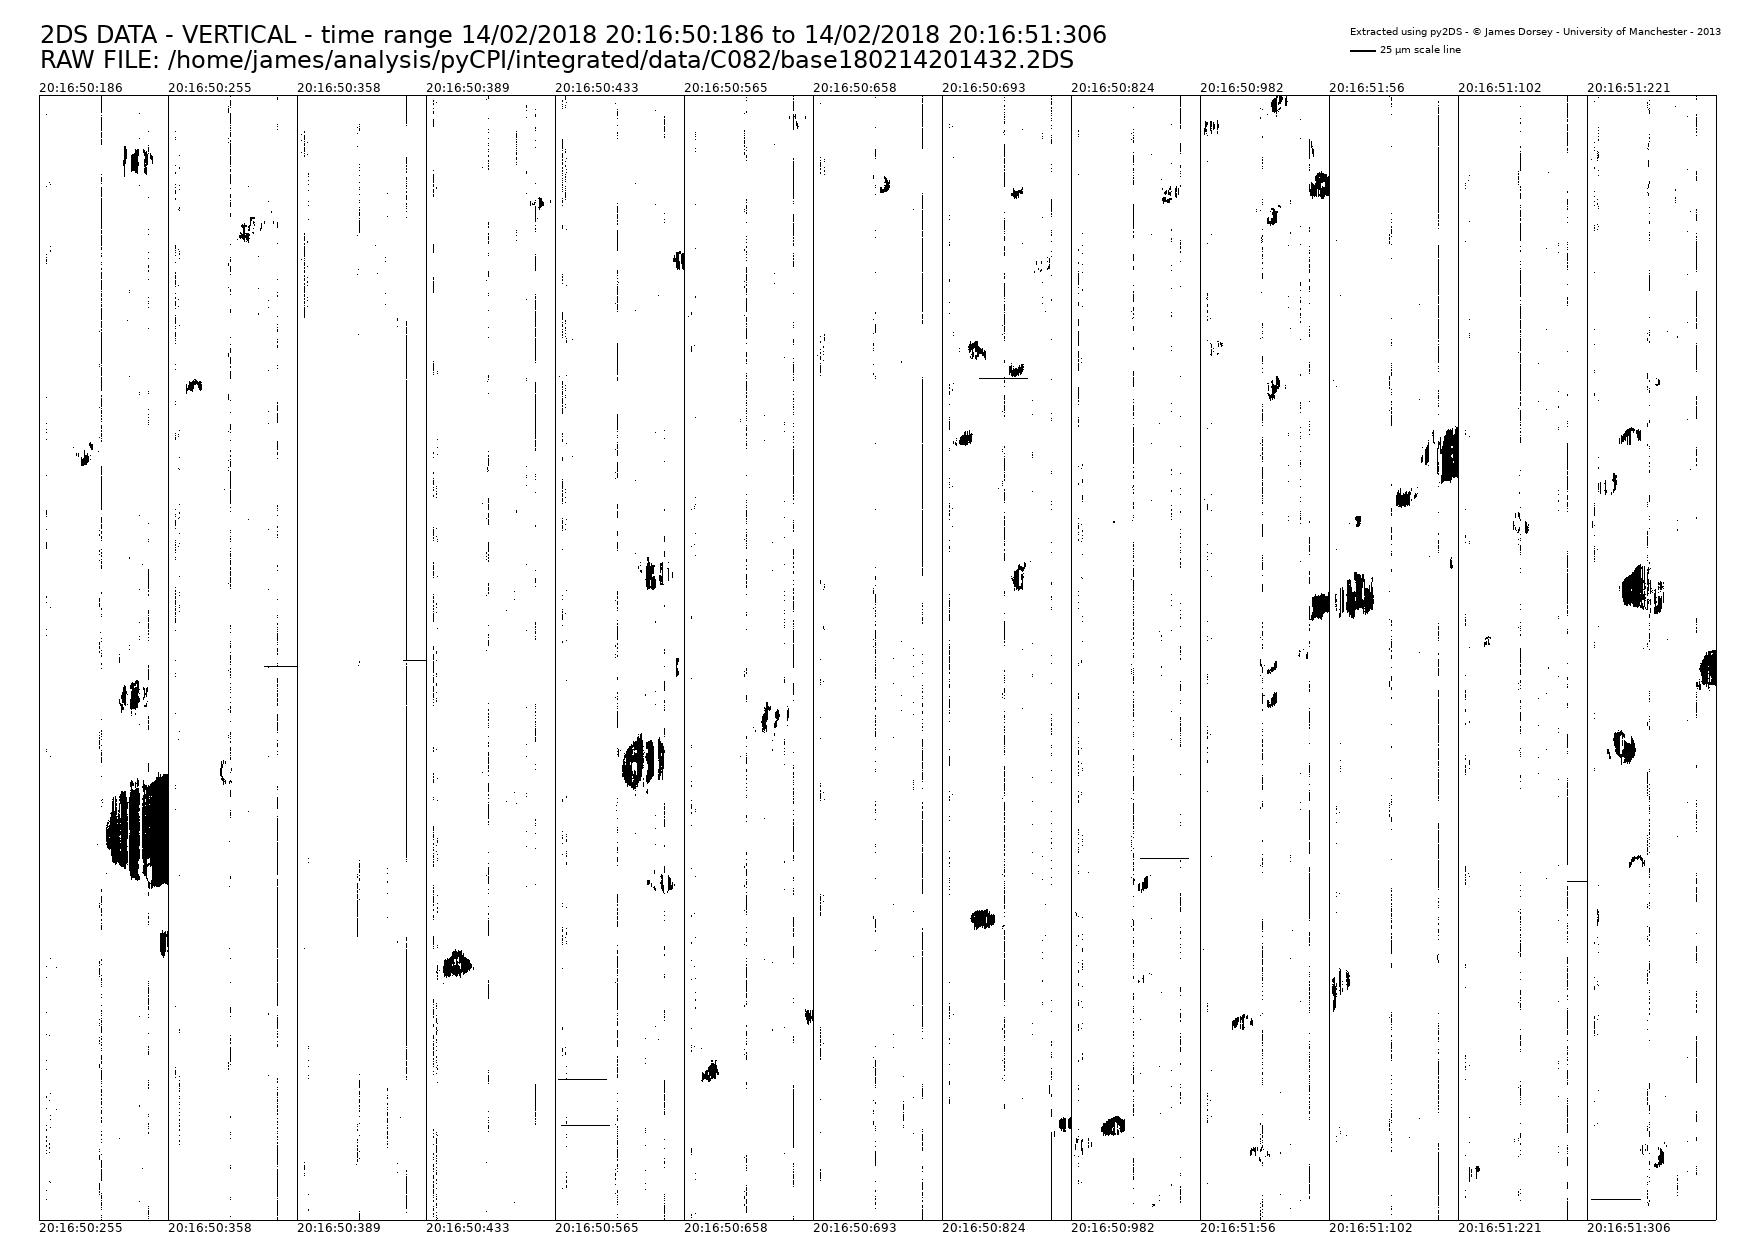 2DS DATA - VERTICAL - time range 14/02/2018 20:16:50:186 to 14/02/2018 20:16:51:306
RAW FILE: /home/james/analysis/pyCPI/integrated/data/C082/base180214201432.2DS
Extracted using py2DS - © James Dorsey - University of Manchester - 2013
25 µm scale line
20:16:50:186 20:16:50:255 20:16:50:358 20:16:50:389 20:16:50:433 20:16:50:565 20:16:50:658 20:16:50:693 20:16:50:824 20:16:50:982 20:16:51:56 20:16:51:102 20:16:51:221
20:16:50:255 20:16:50:358 20:16:50:389 20:16:50:433 20:16:50:565 20:16:50:658 20:16:50:693 20:16:50:824 20:16:50:982 20:16:51:56 20:16:51:102 20:16:51:221 20:16:51:306